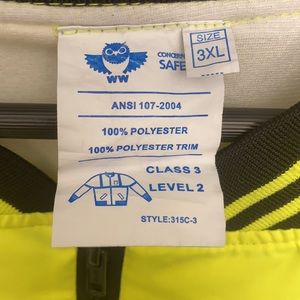 WW
CONCERN
SAFE
SIZE
3XL
ANSI 107-2004
100% POLYESTER
100% POLYESTER TRIM
CLASS 3
LEVEL 2
STYLE:315C-3